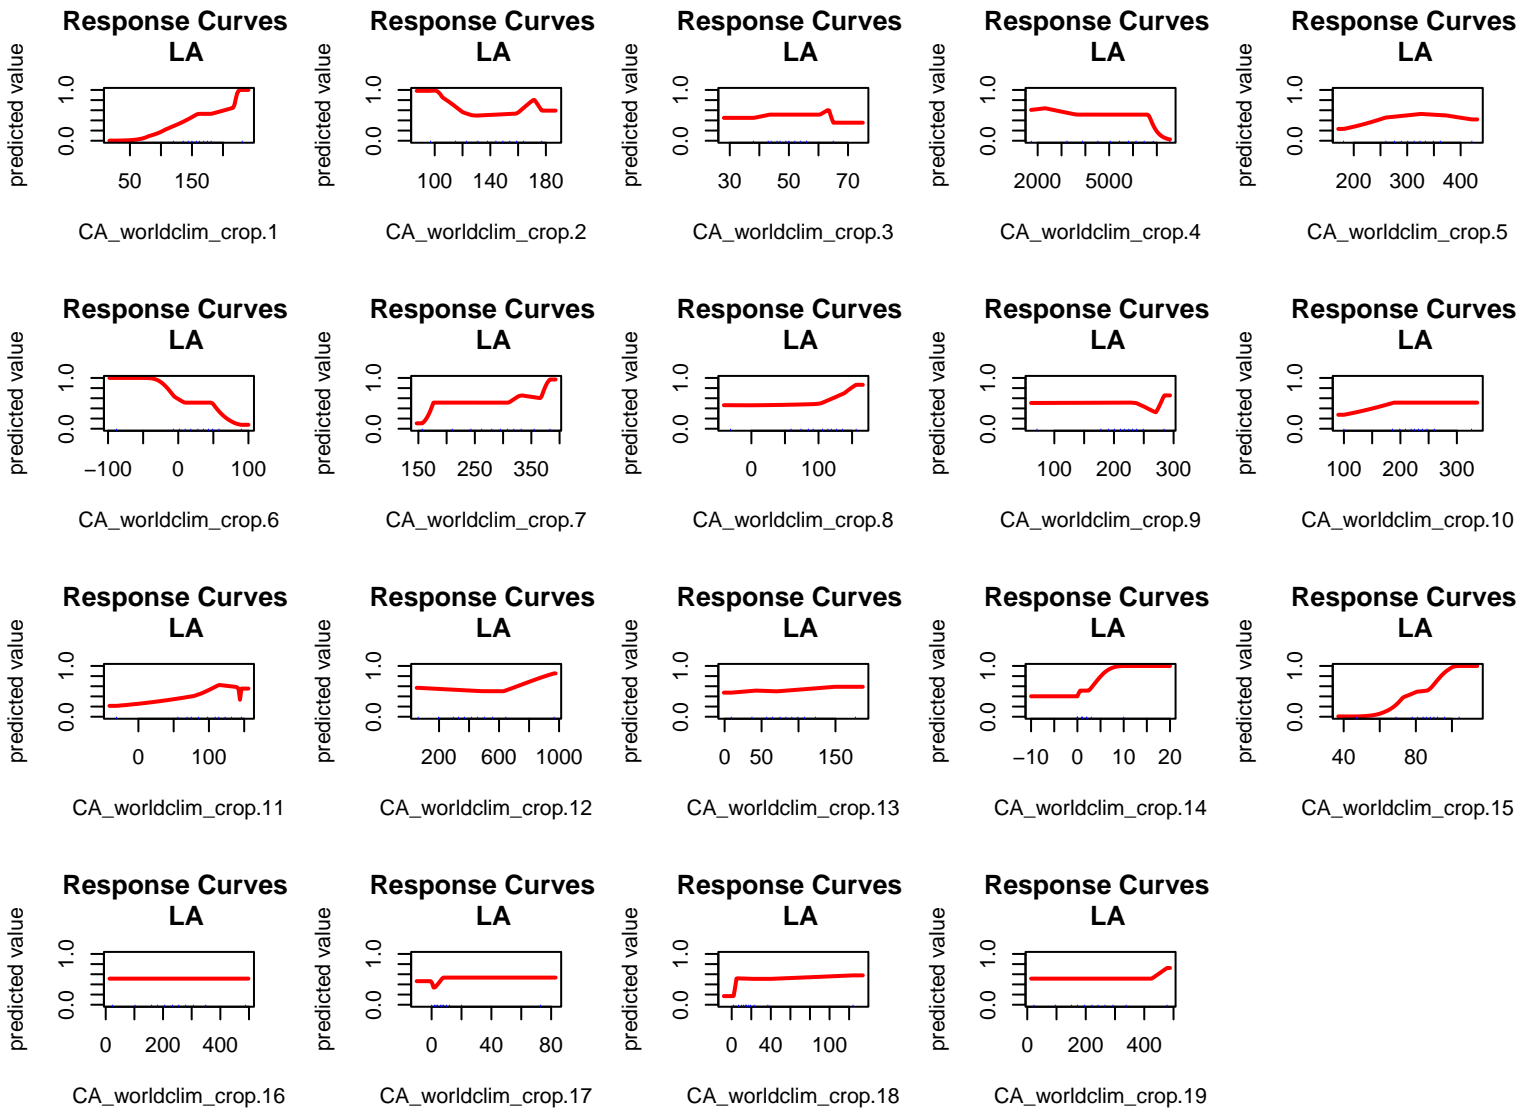 Response Curves
LA
predicted value
0.0 1.0
50 150
CA_worldclim_crop.1
Response Curves
LA
predicted value
0.0 1.0
100 140 180
CA_worldclim_crop.2
Response Curves
LA
predicted value
0.0 1.0
30 50 70
CA_worldclim_crop.3
Response Curves
LA
predicted value
0.0 1.0
2000 5000
CA_worldclim_crop.4
Response Curves
LA
predicted value
0.0 1.0
200 300 400
CA_worldclim_crop.5
Response Curves
LA
predicted value
0.0 1.0
−100 0 100
CA_worldclim_crop.6
Response Curves
LA
predicted value
0.0 1.0
150 250 350
CA_worldclim_crop.7
Response Curves
LA
predicted value
0.0 1.0
0 100
CA_worldclim_crop.8
Response Curves
LA
predicted value
0.0 1.0
100 200 300
CA_worldclim_crop.9
Response Curves
LA
predicted value
0.0 1.0
100 200 300
CA_worldclim_crop.10
Response Curves
LA
predicted value
0.0 1.0
0 100
CA_worldclim_crop.11
Response Curves
LA
predicted value
0.0 1.0
200 600 1000
CA_worldclim_crop.12
Response Curves
LA
predicted value
0.0 1.0
0 50 150
CA_worldclim_crop.13
Response Curves
LA
predicted value
0.0 1.0
−10 0 10 20
CA_worldclim_crop.14
Response Curves
LA
predicted value
0.0 1.0
40 80
CA_worldclim_crop.15
Response Curves
LA
predicted value
0.0 1.0
0 200 400
CA_worldclim_crop.16
Response Curves
LA
predicted value
0.0 1.0
0 40 80
CA_worldclim_crop.17
Response Curves
LA
predicted value
0.0 1.0
0 40 100
CA_worldclim_crop.18
Response Curves
LA
predicted value
0.0 1.0
0 200 400
CA_worldclim_crop.19